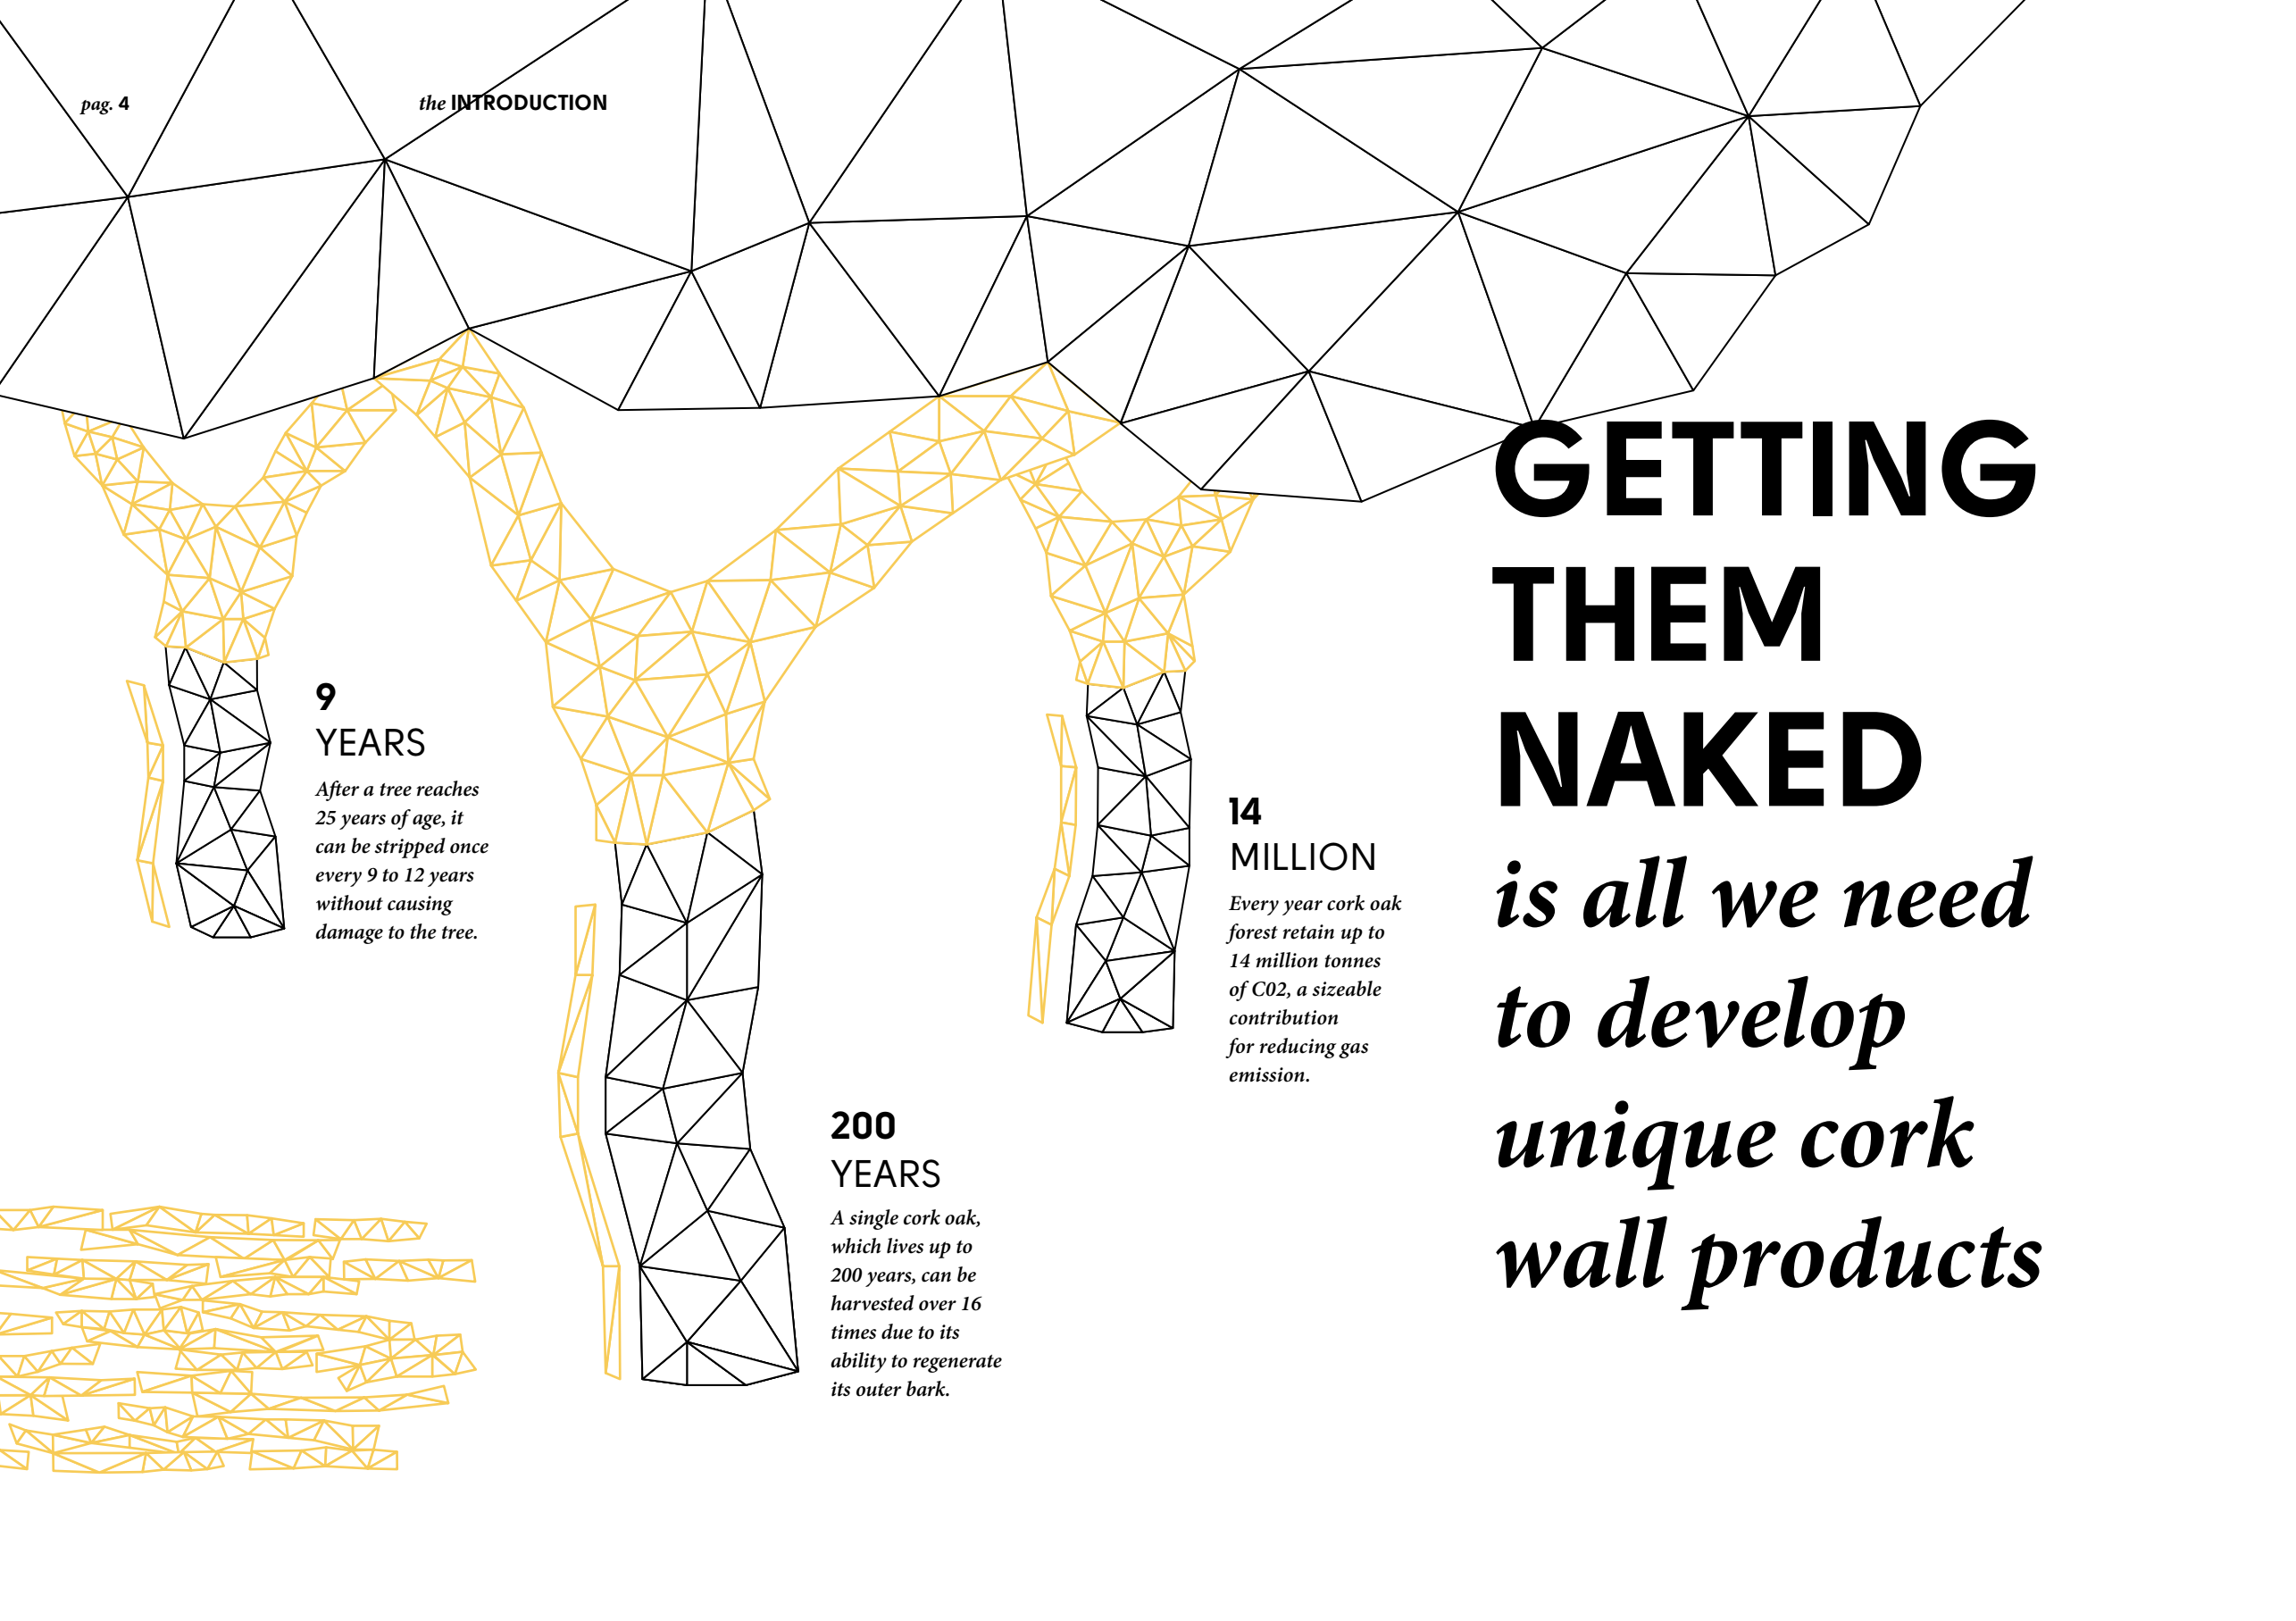 pag. 4
the INTRODUCTION
9
YEARS
After a tree reaches
25 years of age, it
can be stripped once
every 9 to 12 years
without causing
damage to the tree.
200
YEARS
A single cork oak,
which lives up to
200 years, can be
harvested over 16
times due to its
ability to regenerate
its outer bark.
14
MILLION
Every year cork oak
forest retain up to
14 million tonnes
of C02, a sizeable
contribution
for reducing gas
emission.
GETTING
THEM
NAKED
is all we need
to develop
unique cork
wall products